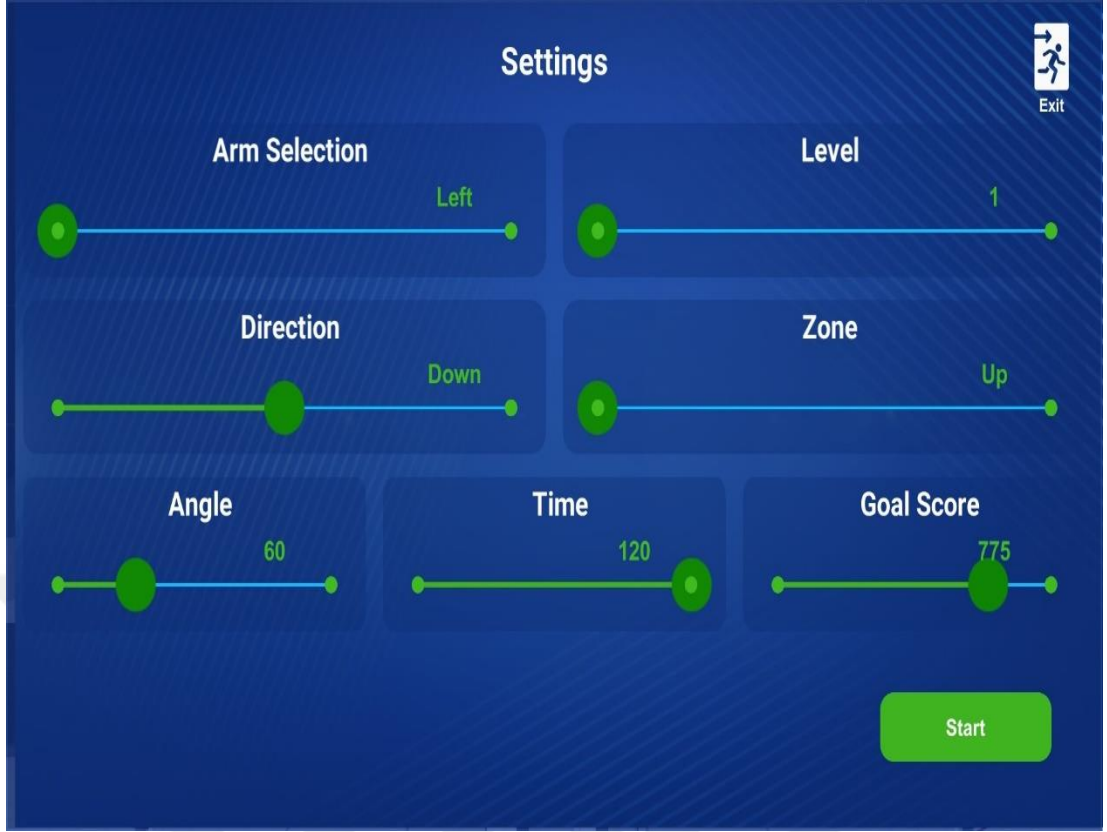 Settings
Exit
Arm Selection
Left
Level
1
Direction
Down
Zone
Up
Angle
60
Time
120
Goal Score
775
Start